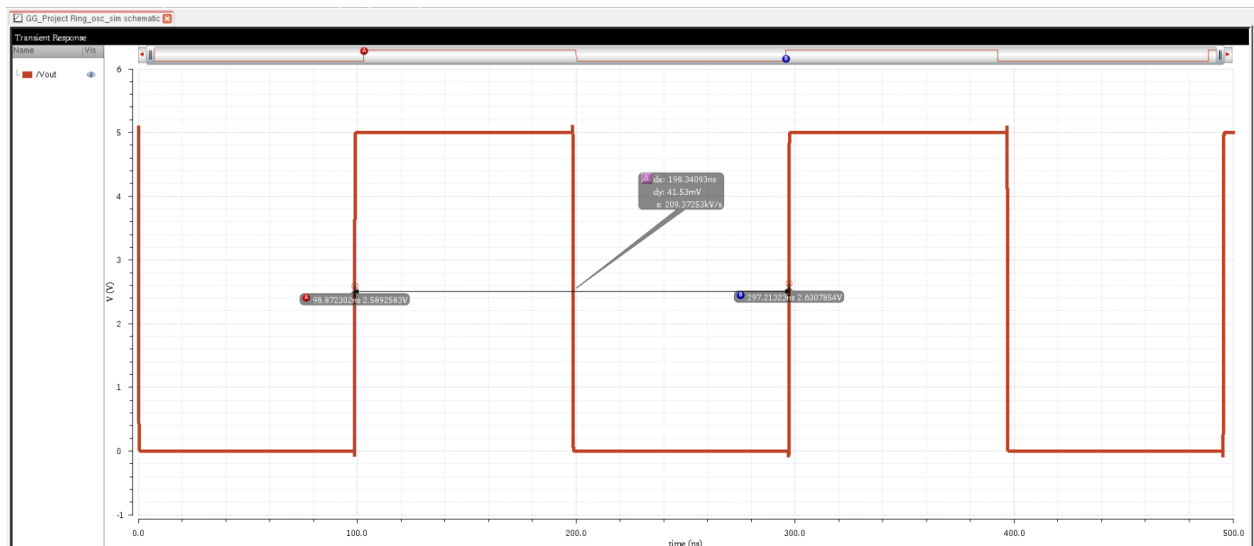 GG_Project Ring_osc_sim schematic
Transient Response
Name Vis
/Vout
A
B
6
5
4
3
2
1
0
-1
V (V)
dx: 198.34093ns
dy: 41.53mV
s: 209.37253kV/s
A 98.872302ns 2.5892583V
B 297.21323ns 2.6307854V
0.0 100.0 200.0 300.0 400.0 500.0
time (ns)